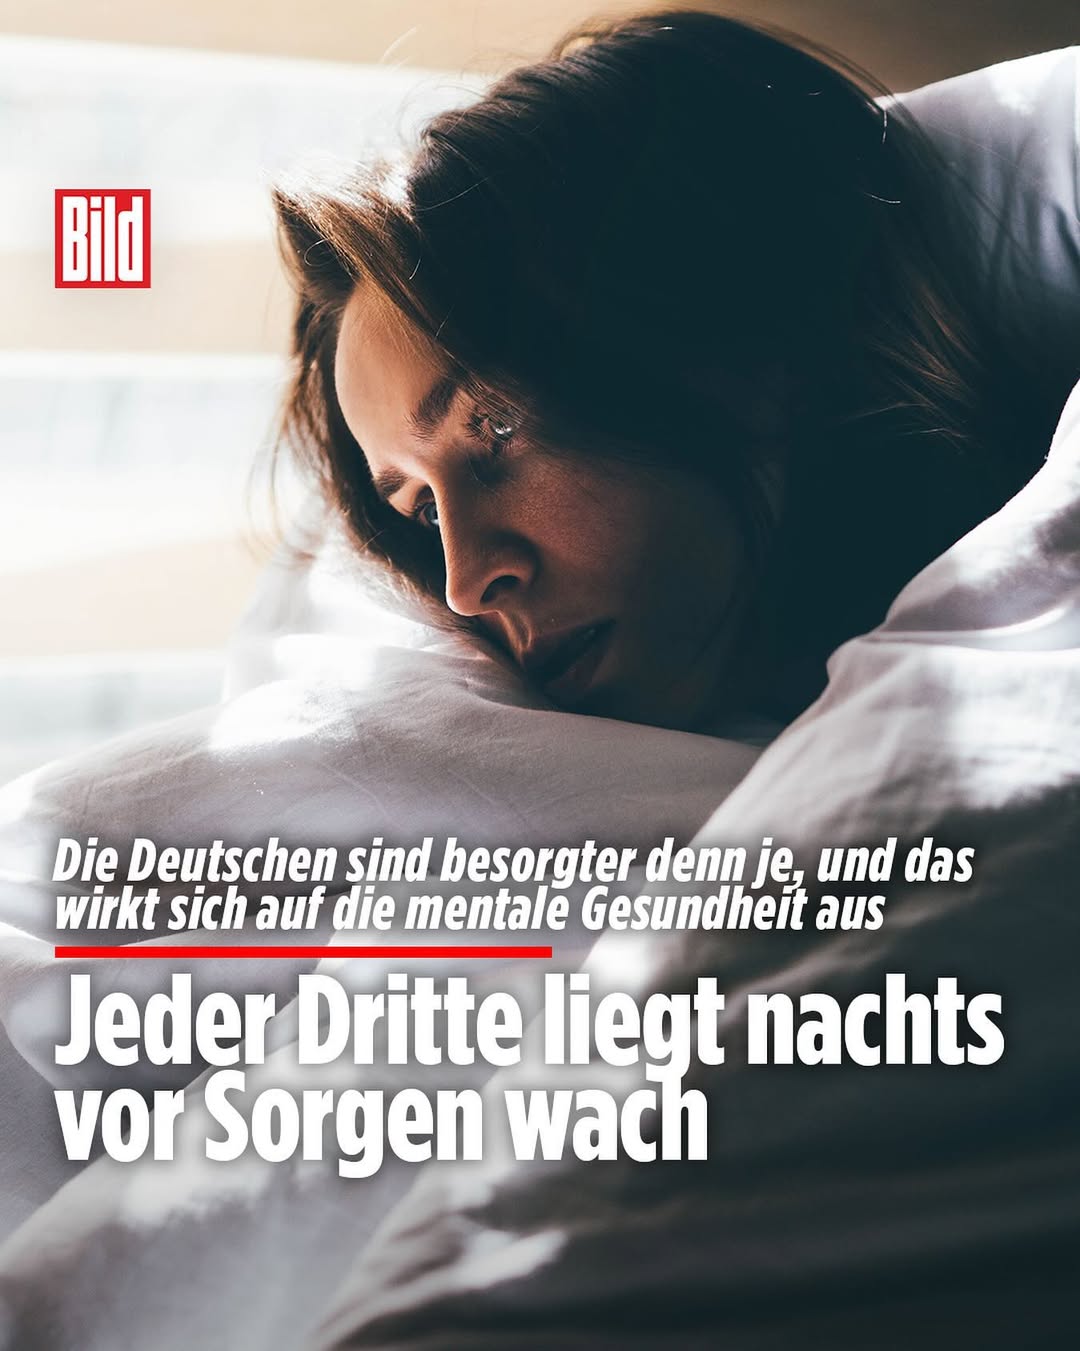 Bild
Die Deutschen sind besorgter denn je, und das
wirkt sich auf die mentale Gesundheit aus
Jeder Dritte liegt nachts
vor Sorgen wach